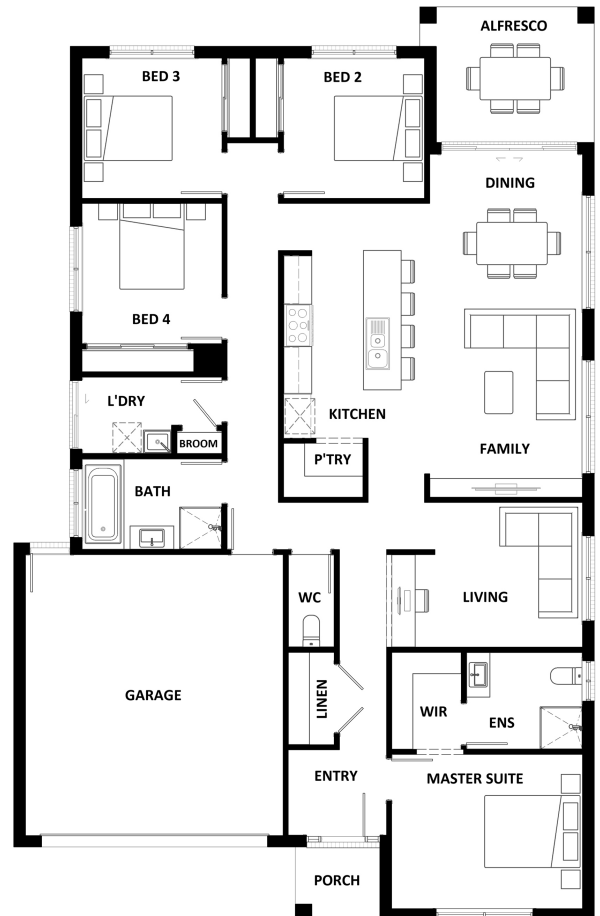 ALFRESCO
BED 3
BED 2
DINING
BED 4
L'DRY
KITCHEN
BROOM
FAMILY
P'TRY
BATH
WC
LIVING
GARAGE
LINEN
WIR
ENS
ENTRY
MASTER SUITE
PORCH